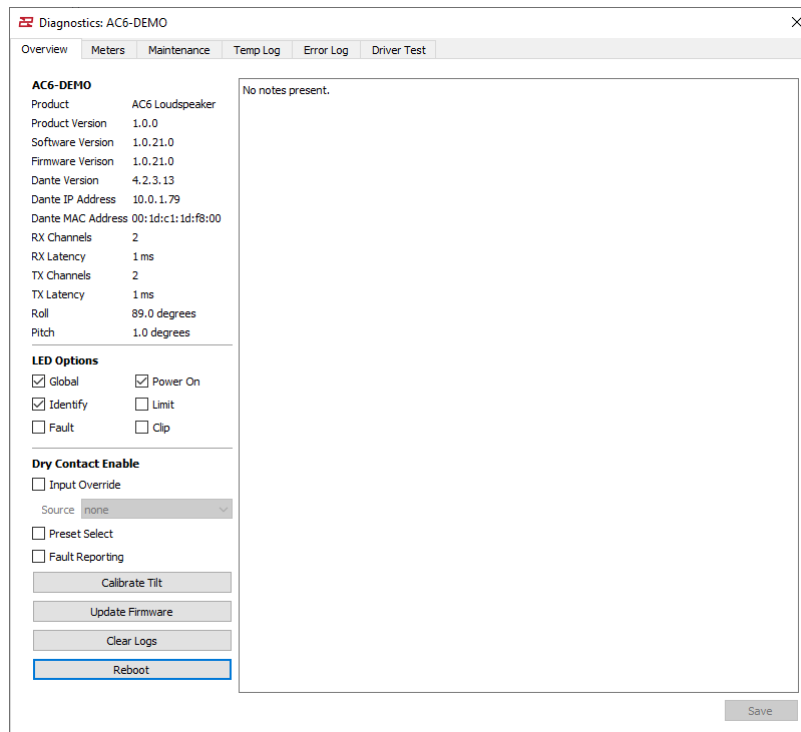 Diagnostics: AC6-DEMO
Overview Meters Maintenance Temp Log Error Log Driver Test
AC6-DEMO
Product AC6 Loudspeaker
Product Version 1.0.0
Software Version 1.0.21.0
Firmware Verison 1.0.21.0
Dante Version 4.2.3.13
Dante IP Address 10.0.1.79
Dante MAC Address 00:1d:c1:1d:f8:00
RX Channels 2
RX Latency 1 ms
TX Channels 2
TX Latency 1 ms
Roll 89.0 degrees
Pitch 1.0 degrees
LED Options
Global Power On
Identify Limit
Fault Clip
Dry Contact Enable
Input Override
Source none
Preset Select
Fault Reporting
Calibrate Tilt
Update Firmware
Clear Logs
Reboot
No notes present.
Save